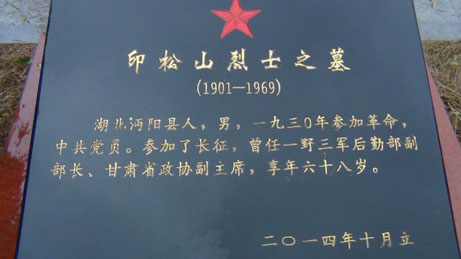 印松山烈士之墓
(1901—1969)
湖北沔阳县人，男，一九三〇年参加革命，
中共党员。参加了长征，曾任一野三军后勤部副
部长、甘肃省政协副主席，享年六十八岁。
二〇一四年十月立